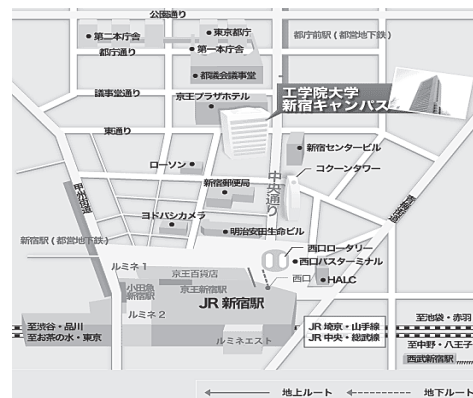 公園通り
東京都庁
第二本庁舎
都庁前駅(都営地下鉄)
第一本庁舎
都庁通り
都議会議事堂
工学院大学
新宿キャンパス
議事堂通り
京王プラザホテル
東通り
新宿センタービル
ローソン
コクーンタワー
中央通り
新宿郵便局
甲州街道
青梅街道
ヨドバシカメラ
明治安田生命ビル
新宿駅(都営地下鉄)
西口ロータリー
西口バスターミナル
ルミネ1
京王百貨店
西口
HALC
小田急
新宿駅
京王新宿駅
JR 新宿駅
ルミネ2
至池袋・赤羽
至渋谷・品川
至お茶の水・東京
JR 埼京・山手線
JR 中央・総武線
ルミネエスト
至中野・八王子
西武新宿駅
地上ルート
地下ルート